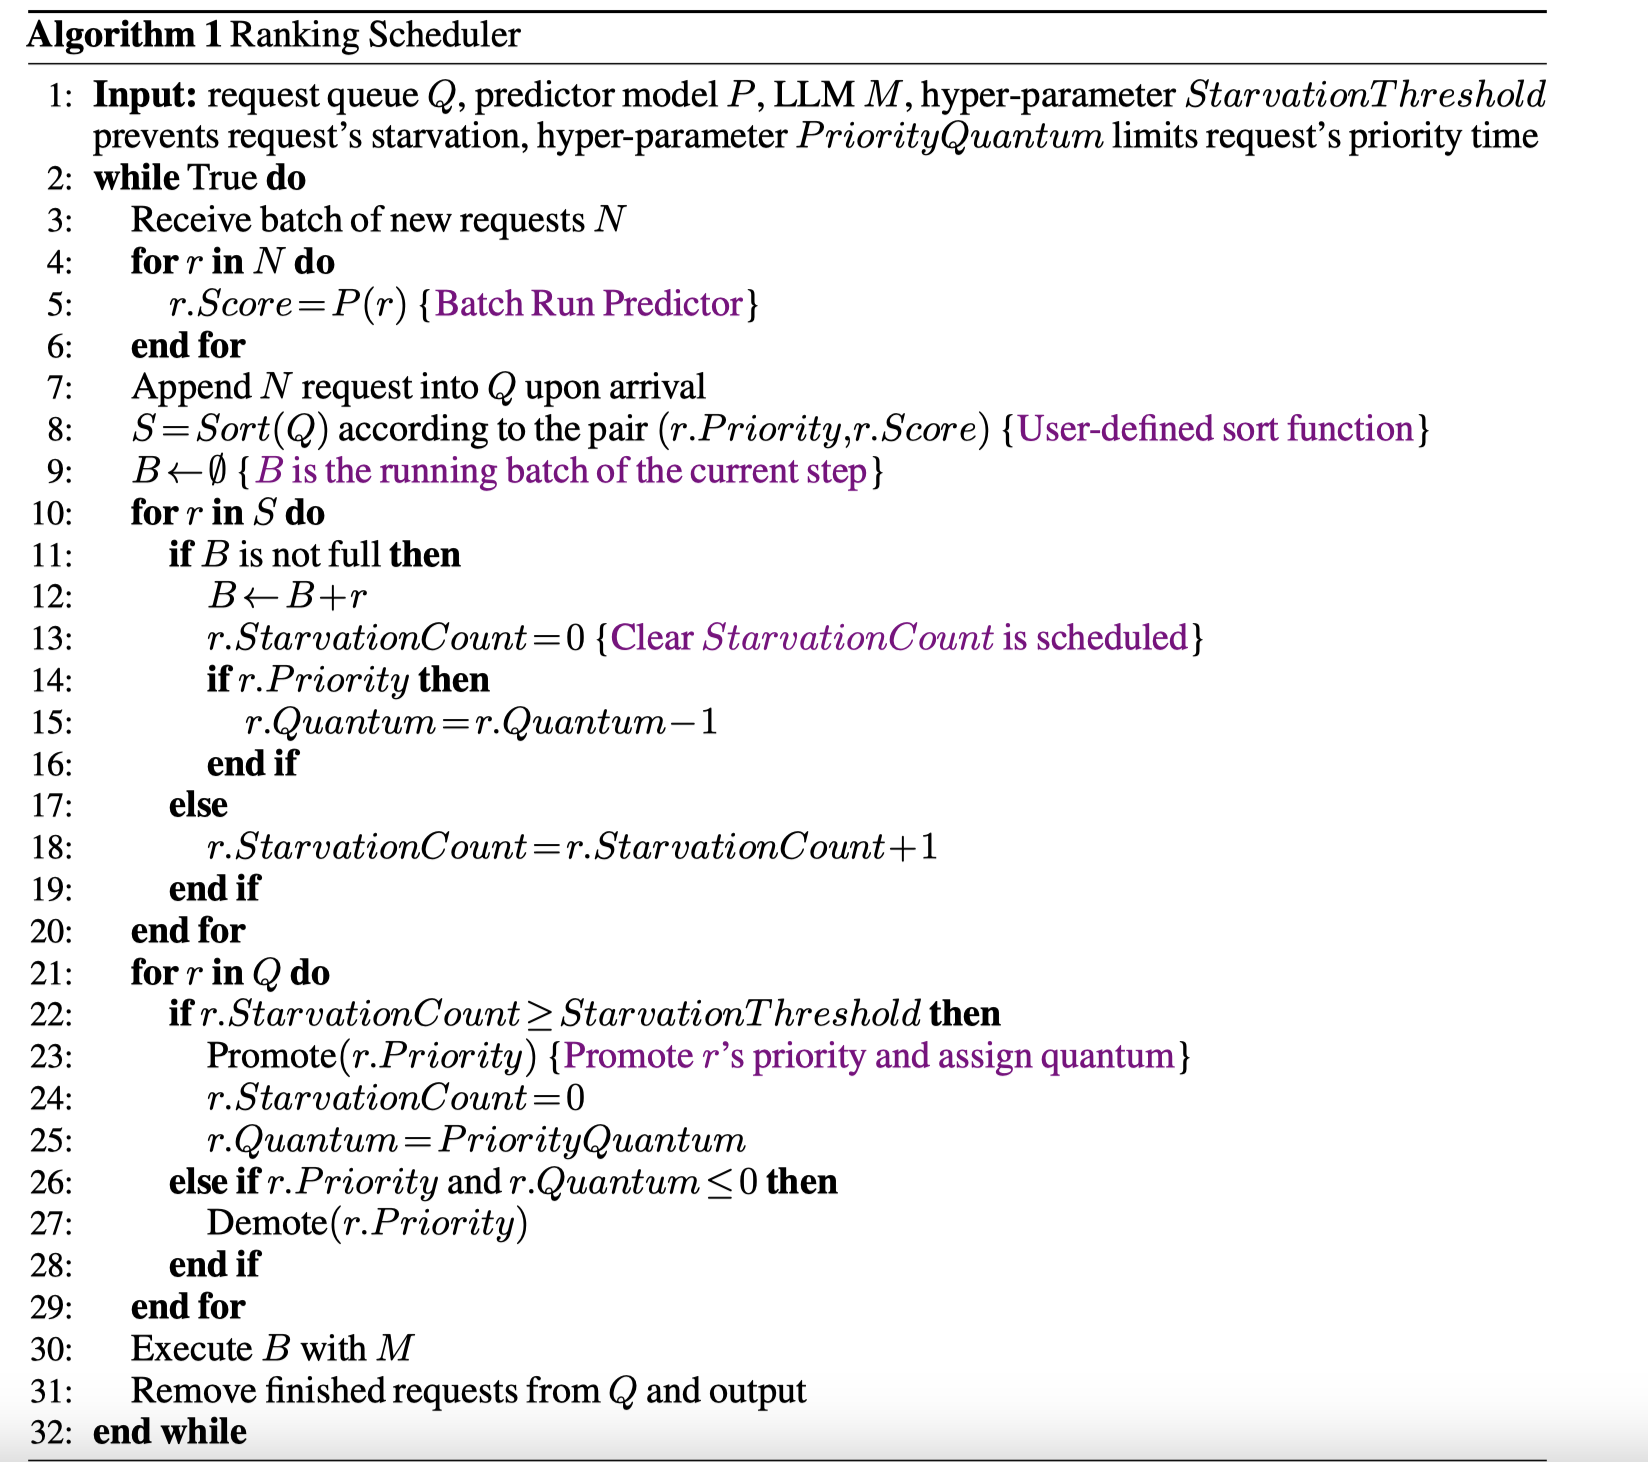 Algorithm 1 Ranking Scheduler
1: Input: request queue Q, predictor model P, LLM M, hyper-parameter StarvationThreshold
prevents request's starvation, hyper-parameter PriorityQuantum limits request's priority time
2: while True do
3: Receive batch of new requests N
4: for r in N do
5: r.Score=P(r) {Batch Run Predictor}
6: end for
7: Append N request into Q upon arrival
8: S=Sort(Q) according to the pair (r.Priority,r.Score) {User-defined sort function}
9: B←∅ {B is the running batch of the current step}
10: for r in S do
11: if B is not full then
12: B←B+r
13: r.StarvationCount=0 {Clear StarvationCount is scheduled}
14: if r.Priority then
15: r.Quantum=r.Quantum−1
16: end if
17: else
18: r.StarvationCount=r.StarvationCount+1
19: end if
20: end for
21: for r in Q do
22: if r.StarvationCount≥StarvationThreshold then
23: Promote(r.Priority) {Promote r's priority and assign quantum}
24: r.StarvationCount=0
25: r.Quantum=PriorityQuantum
26: else if r.Priority and r.Quantum≤0 then
27: Demote(r.Priority)
28: end if
29: end for
30: Execute B with M
31: Remove finished requests from Q and output
32: end while